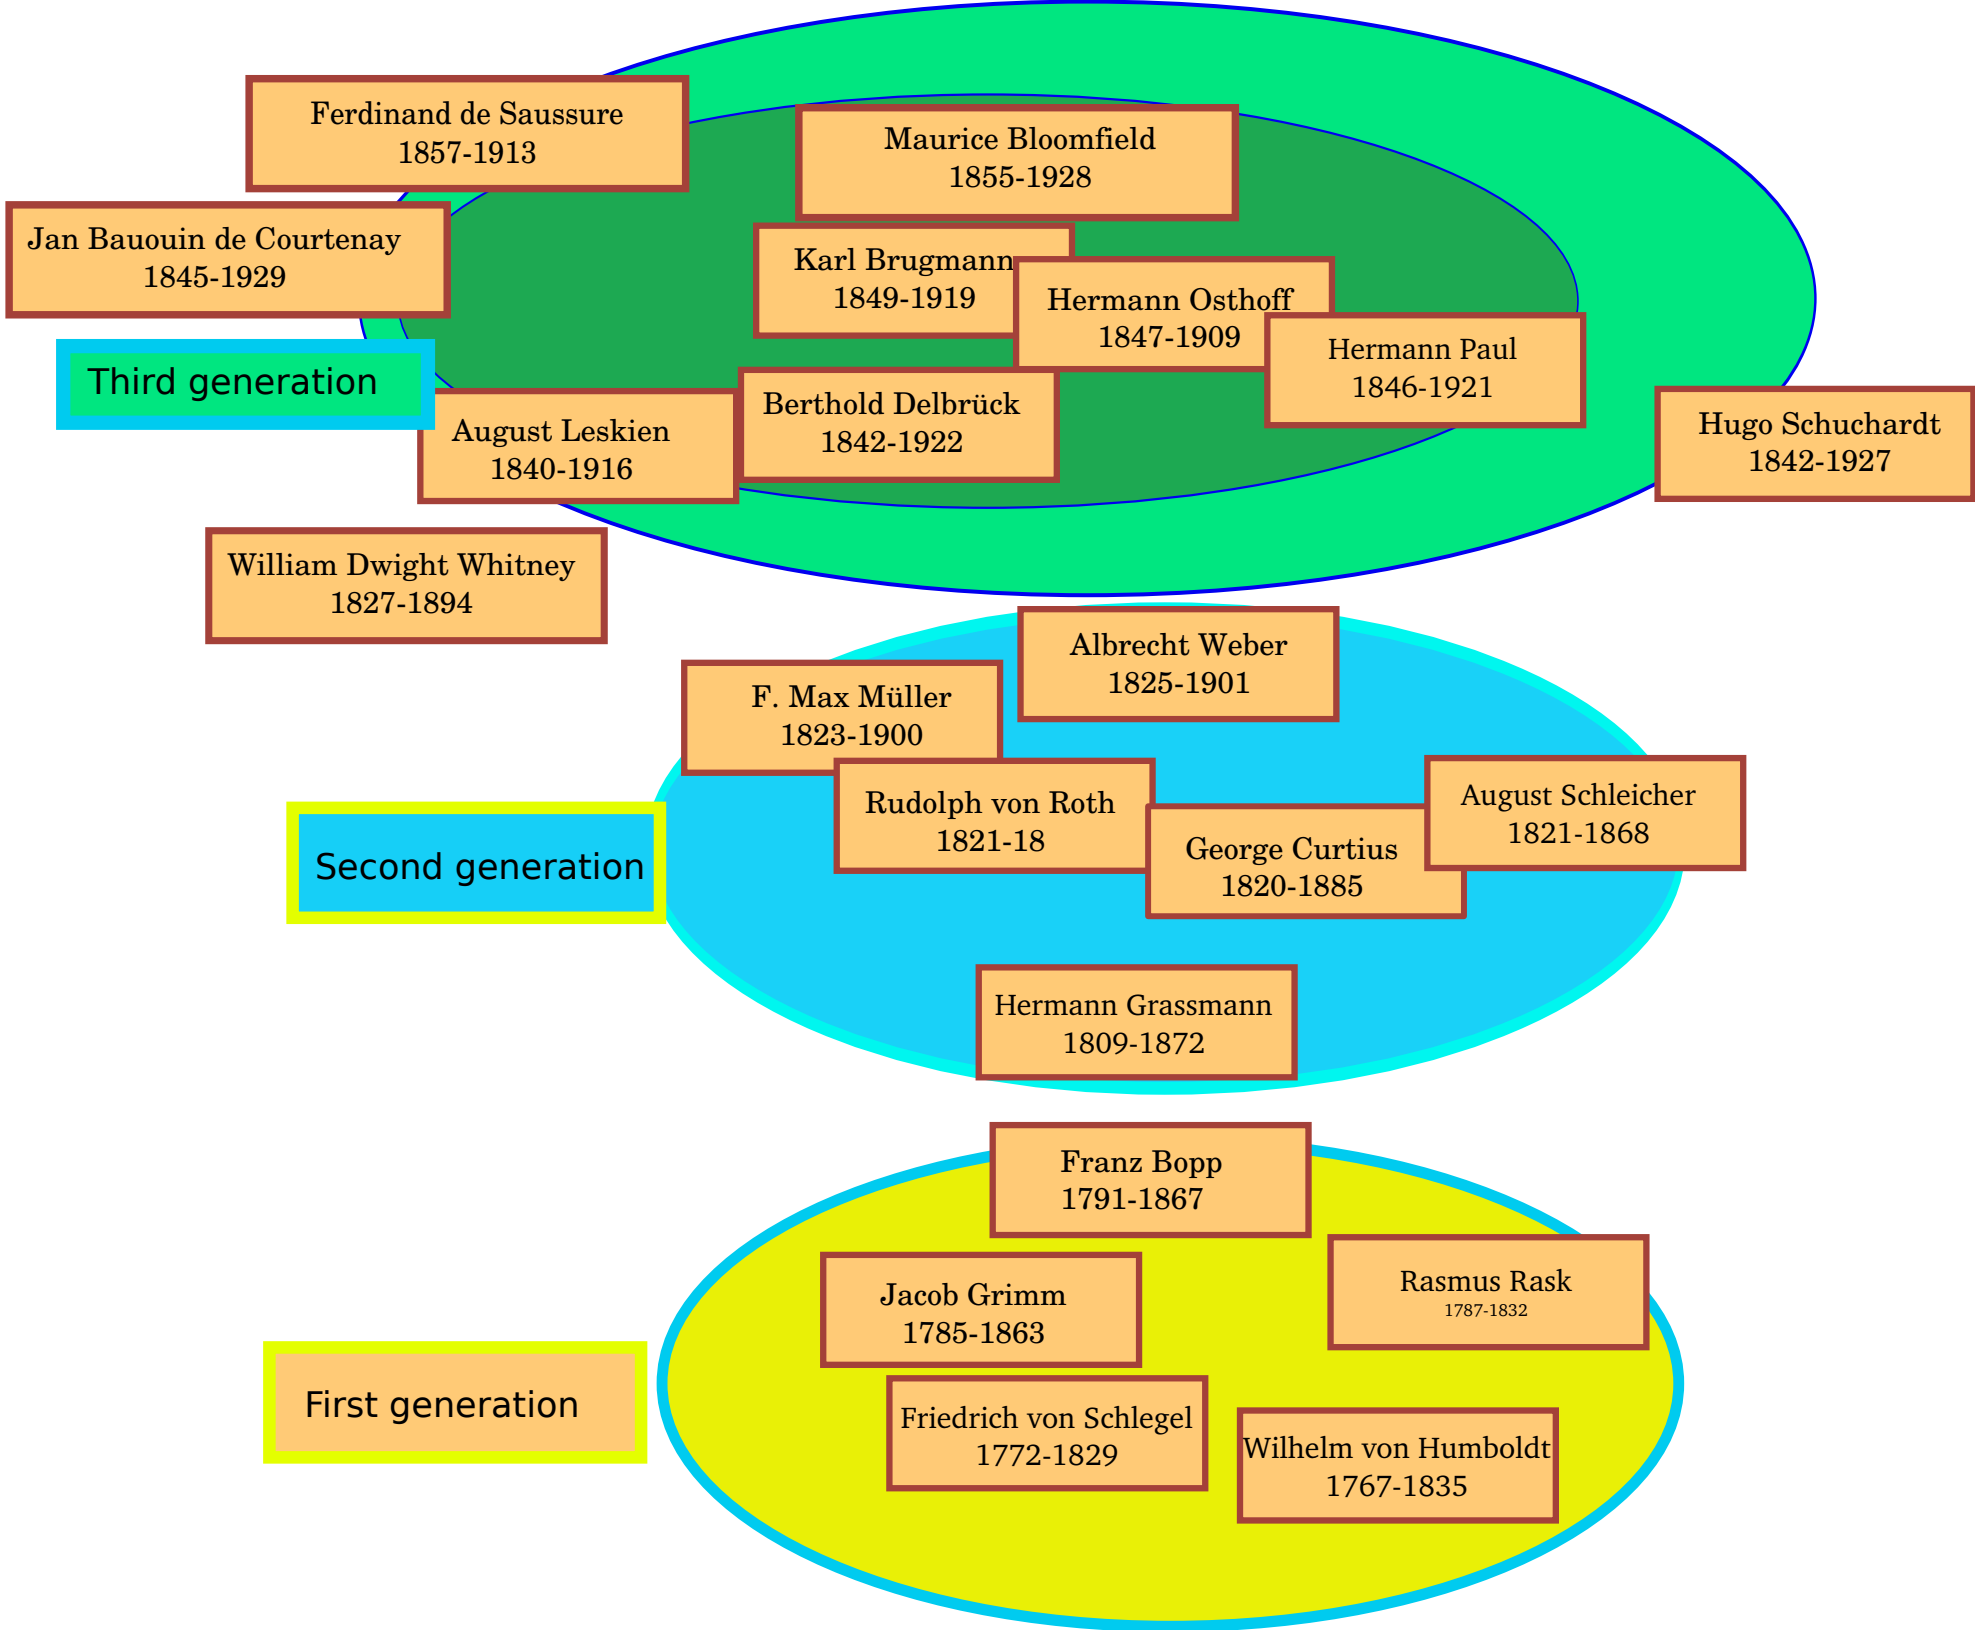 Ferdinand de Saussure
1857-1913
Maurice Bloomfield
1855-1928
Jan Bauouin de Courtenay
1845-1929
Karl Brugmann
1849-1919
Hermann Osthoff
1847-1909
Hermann Paul
1846-1921
Third generation
August Leskien
1840-1916
Berthold Delbrück
1842-1922
Hugo Schuchardt
1842-1927
William Dwight Whitney
1827-1894
Albrecht Weber
1825-1901
F. Max Müller
1823-1900
Rudolph von Roth
1821-18
George Curtius
1820-1885
August Schleicher
1821-1868
Second generation
Hermann Grassmann
1809-1872
Franz Bopp
1791-1867
Jacob Grimm
1785-1863
Rasmus Rask
1787-1832
First generation
Friedrich von Schlegel
1772-1829
Wilhelm von Humboldt
1767-1835